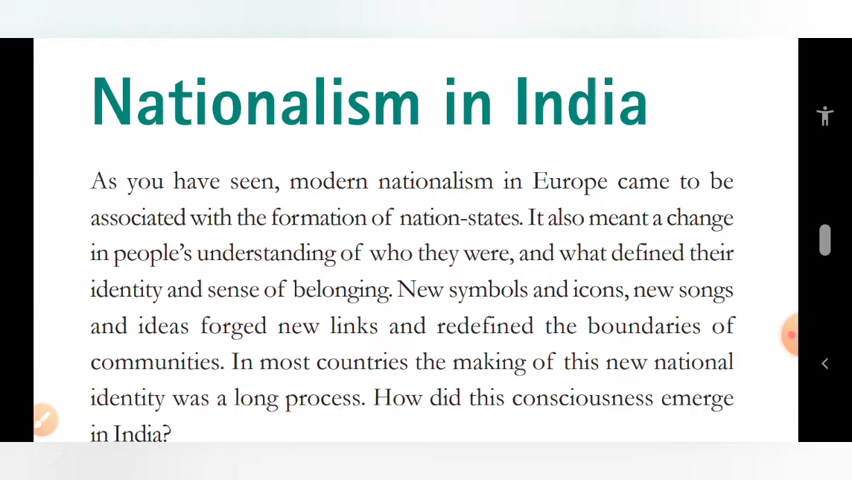 Nationalism in India
As you have seen, modern nationalism in Europe came to be
associated with the formation of nation-states. It also meant a change
in people's understanding of who they were, and what defined their
identity and sense of belonging. New symbols and icons, new songs
and ideas forged new links and redefined the boundaries of
communities. In most countries the making of this new national
identity was a long process. How did this consciousness emerge
in India?